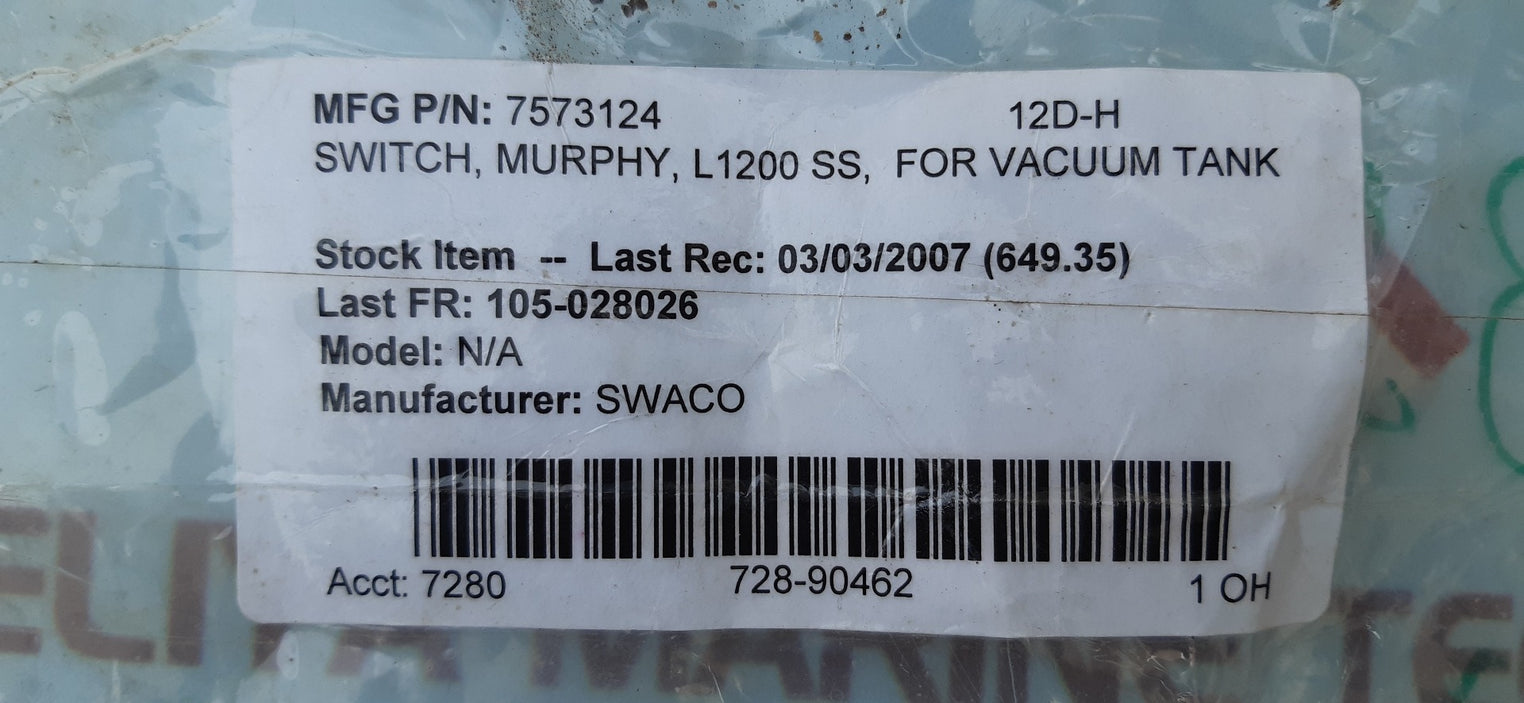 MFG P/N: 7573124 12D-H
SWITCH, MURPHY, L1200 SS, FOR VACUUM TANK
Stock Item -- Last Rec: 03/03/2007 (649.35)
Last FR: 105-028026
Model: N/A
Manufacturer: SWACO
Acct: 7280 728-90462 1 OH